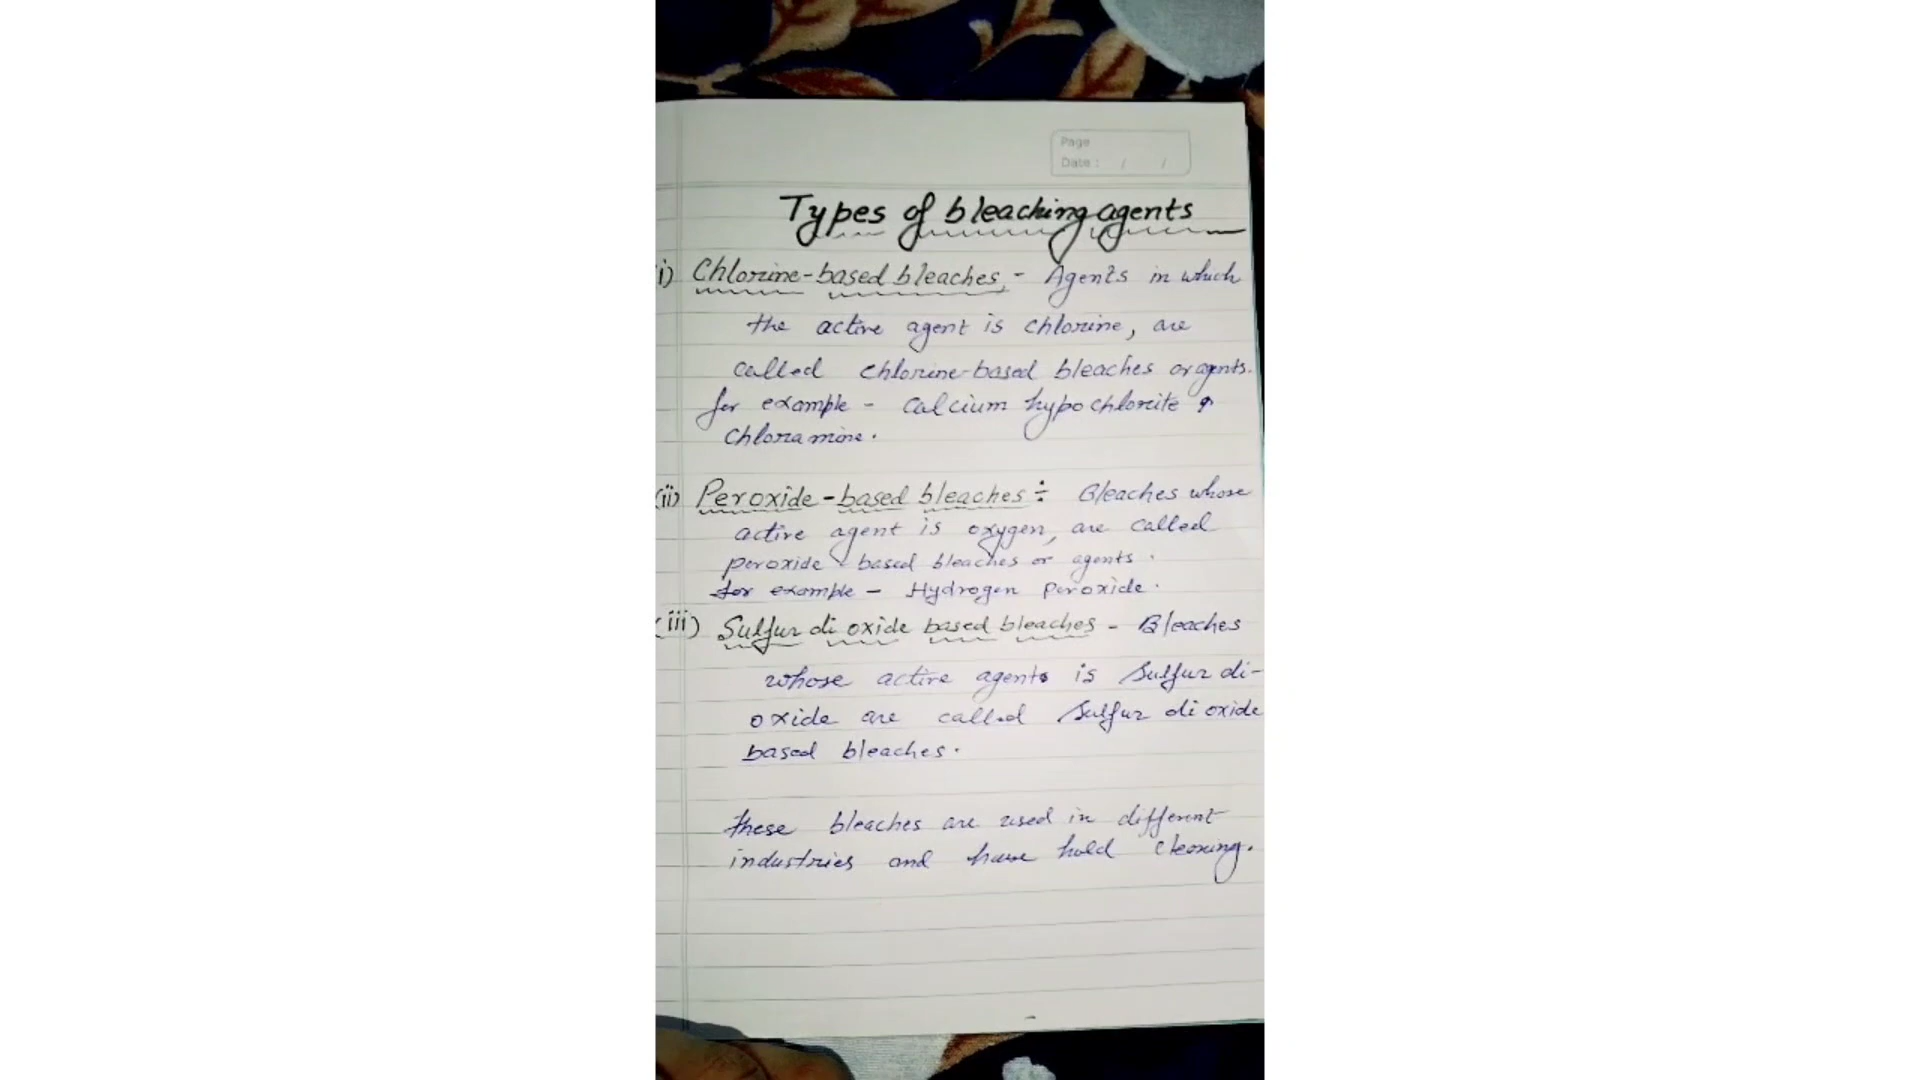 Page
Date : / /
Types of bleaching agents
i) Chlorine-based bleaches, - Agents in which
the active agent is chlorine, are
called chlorine-based bleaches or agents.
for example - Calcium hypochlorite &
chloramine.
(ii) Peroxide-based bleaches ÷ Bleaches whose
active agent is oxygen, are called
peroxide - based bleaches or agents.
for example - Hydrogen peroxide.
(iii) Sulfur di oxide based bleaches - Bleaches
whose active agents is Sulfur di-
oxide are called Sulfur di oxide
based bleaches.
These bleaches are used in different
industries and house hold cleaning.